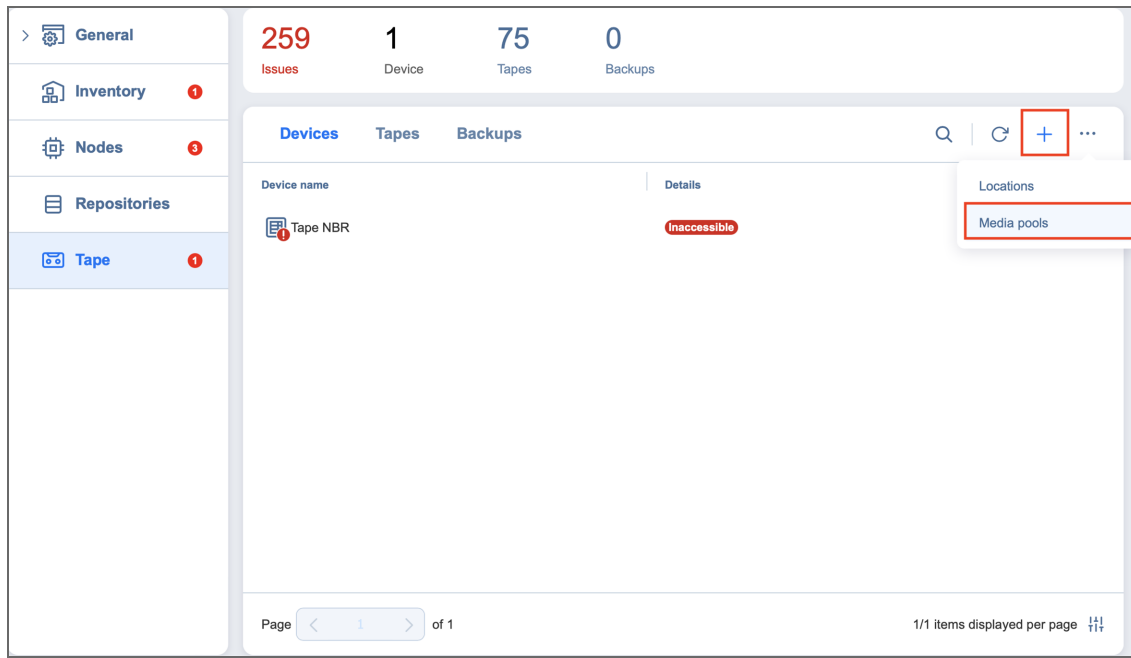 General
Inventory 1
Nodes 3
Repositories
Tape 1
259 1 75 0
Issues Device Tapes Backups
Devices Tapes Backups
Locations
Media pools
Device name Details
Tape NBR Inaccessible
Page 1 of 1
1/1 items displayed per page